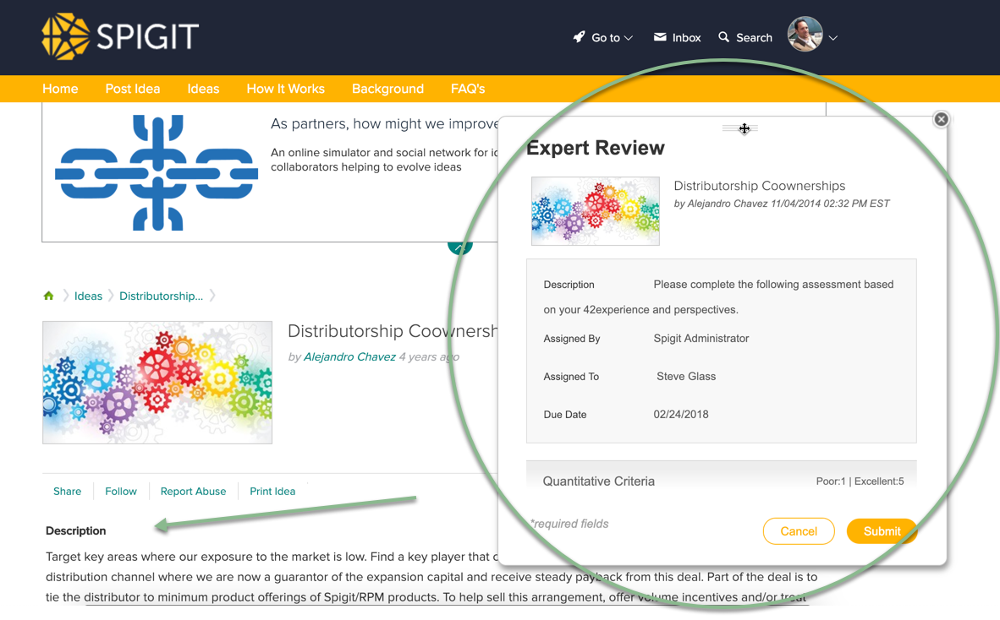 SPIGIT
Go to
Inbox
Search
Home
Post Idea
Ideas
How It Works
Background
FAQ's
As partners, how might we improve
An online simulator and social network for
collaborators helping to evolve ideas
Ideas
Distributorship...
Distributorship Coownersh
by Alejandro Chavez 4 years ago
Share
Follow
Report Abuse
Print Idea
Description
Target key areas where our exposure to the market is low. Find a key player that
distribution channel where we are now a guarantor of the expansion capital and receive steady payback from this deal. Part of the deal is to
tie the distributor to minimum product offerings of Spigit/RPM products. To help sell this arrangement, offer volume incentives and/or treat
Expert Review
Distributorship Coownerships
by Alejandro Chavez 11/04/2014 02:32 PM EST
Description Please complete the following assessment based
on your 42experience and perspectives.
Assigned By Spigit Administrator
Assigned To Steve Glass
Due Date 02/24/2018
Quantitative Criteria Poor:1 | Excellent:5
*required fields
Cancel
Submit